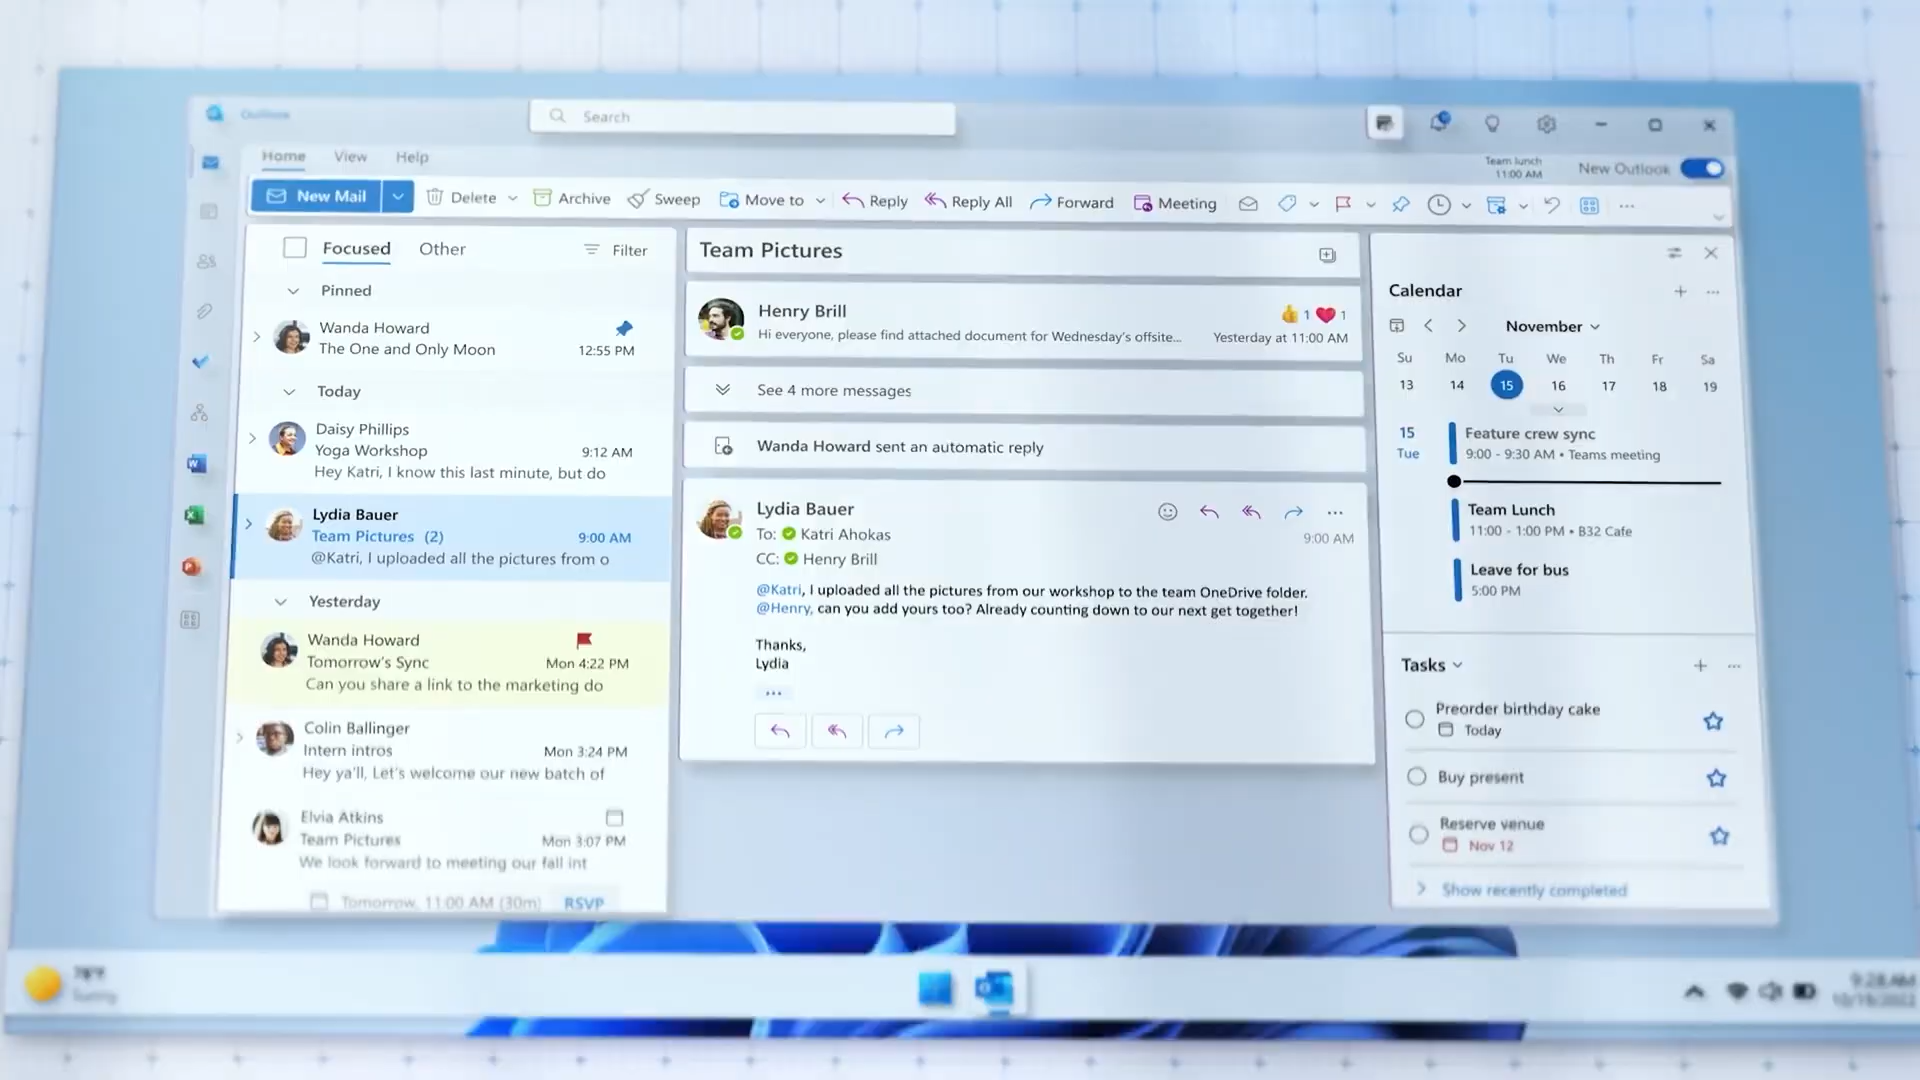 Outlook
Search
Home
View
Help
Team lunch
11:00 AM
New Outlook
New Mail
Delete
Archive
Sweep
Move to
Reply
Reply All
Forward
Meeting
Focused
Other
Filter
Pinned
Wanda Howard
The One and Only Moon
12:55 PM
Today
Daisy Phillips
Yoga Workshop
9:12 AM
Hey Katri, I know this last minute, but do
Lydia Bauer
Team Pictures (2)
9:00 AM
@Katri, I uploaded all the pictures from o
Yesterday
Wanda Howard
Tomorrow's Sync
Mon 4:22 PM
Can you share a link to the marketing do
Colin Ballinger
Intern intros
Mon 3:24 PM
Hey ya'll, Let's welcome our new batch of
Elvia Atkins
Team Pictures
Mon 3:07 PM
We look forward to meeting our fall int
Tomorrow, 11:00 AM (30m)
RSVP
Team Pictures
Henry Brill
1
1
Hi everyone, please find attached document for Wednesday's offsite...
Yesterday at 11:00 AM
See 4 more messages
Wanda Howard sent an automatic reply
Lydia Bauer
To: Katri Ahokas
9:00 AM
CC: Henry Brill
@Katri, I uploaded all the pictures from our workshop to the team OneDrive folder.
@Henry, can you add yours too? Already counting down to our next get together!
Thanks,
Lydia
Calendar
November
Su Mo Tu We Th Fr Sa
13 14 15 16 17 18 19
15
Tue
Feature crew sync
9:00 - 9:30 AM • Teams meeting
Team Lunch
11:00 - 1:00 PM • B32 Cafe
Leave for bus
5:00 PM
Tasks
Preorder birthday cake
Today
Buy present
Reserve venue
Nov 12
Show recently completed
Sunny
9:28 AM